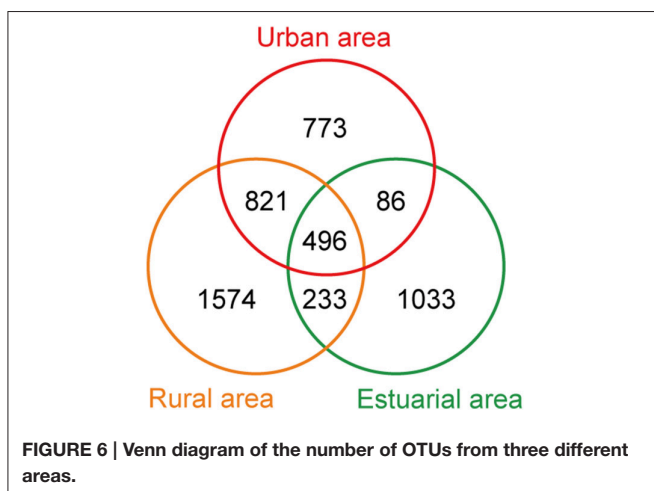 Urban area
773
821
86
496
1574
233
1033
Rural area
Estuarial area
FIGURE 6 | Venn diagram of the number of OTUs from three different
areas.